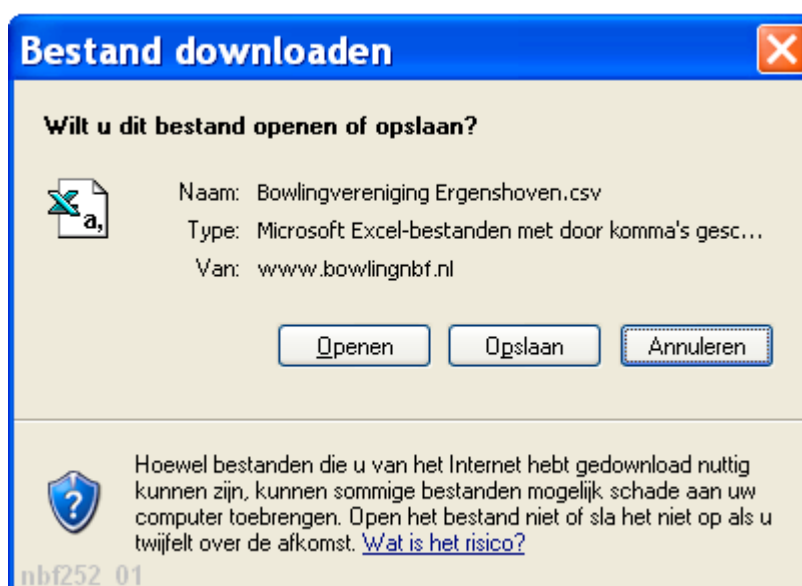 Bestand downloaden
Wilt u dit bestand openen of opslaan?
a,
Naam: Bowlingvereniging Ergenshoven.csv
Type: Microsoft Excel-bestanden met door komma's gesc...
Van: www.bowlingnbf.nl
Openen Opslaan Annuleren
Hoewel bestanden die u van het Internet hebt gedownload nuttig
kunnen zijn, kunnen sommige bestanden mogelijk schade aan uw
computer toebrengen. Open het bestand niet of sla het niet op als u
twijfelt over de afkomst. Wat is het risico?
nbf252_01